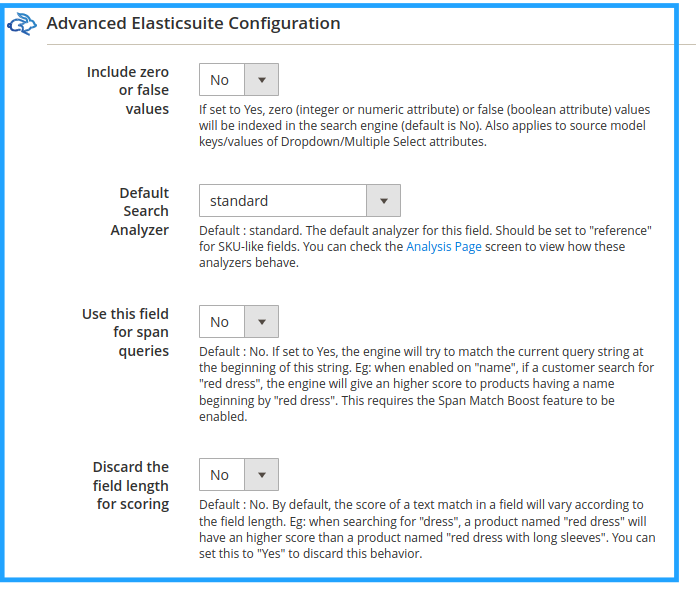 Advanced Elasticsuite Configuration
Include zero
or false
values
No
If set to Yes, zero (integer or numeric attribute) or false (boolean attribute) values
will be indexed in the search engine (default is No). Also applies to source model
keys/values of Dropdown/Multiple Select attributes.
Default
Search
Analyzer
standard
Default : standard. The default analyzer for this field. Should be set to "reference"
for SKU-like fields. You can check the Analysis Page screen to view how these
analyzers behave.
Use this field
for span
queries
No
Default : No. If set to Yes, the engine will try to match the current query string at
the beginning of this string. Eg: when enabled on "name", if a customer search for
"red dress", the engine will give an higher score to products having a name
beginning by "red dress". This requires the Span Match Boost feature to be
enabled.
Discard the
field length
for scoring
No
Default : No. By default, the score of a text match in a field will vary according to
the field length. Eg: when searching for "dress", a product named "red dress" will
have an higher score than a product named "red dress with long sleeves". You can
set this to "Yes" to discard this behavior.